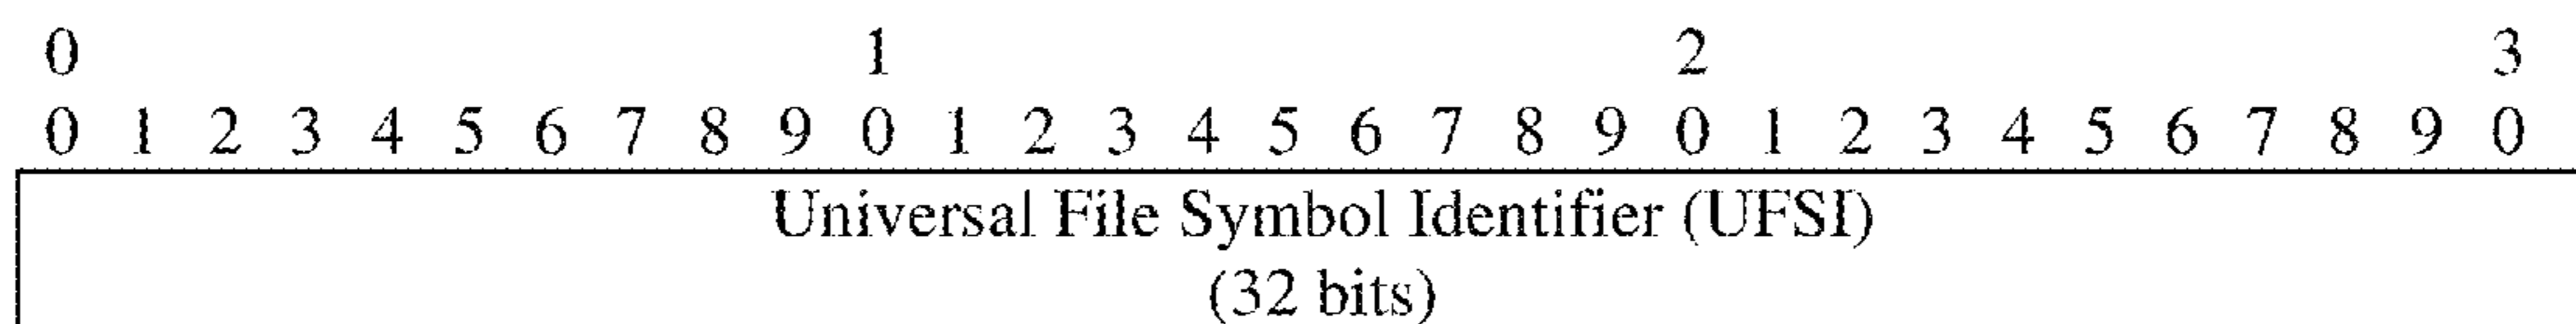 0 1 2 3
0 1 2 3 4 5 6 7 8 9 0 1 2 3 4 5 6 7 8 9 0 1 2 3 4 5 6 7 8 9 0
Universal File Symbol Identifier (UFSI)
(32 bits)